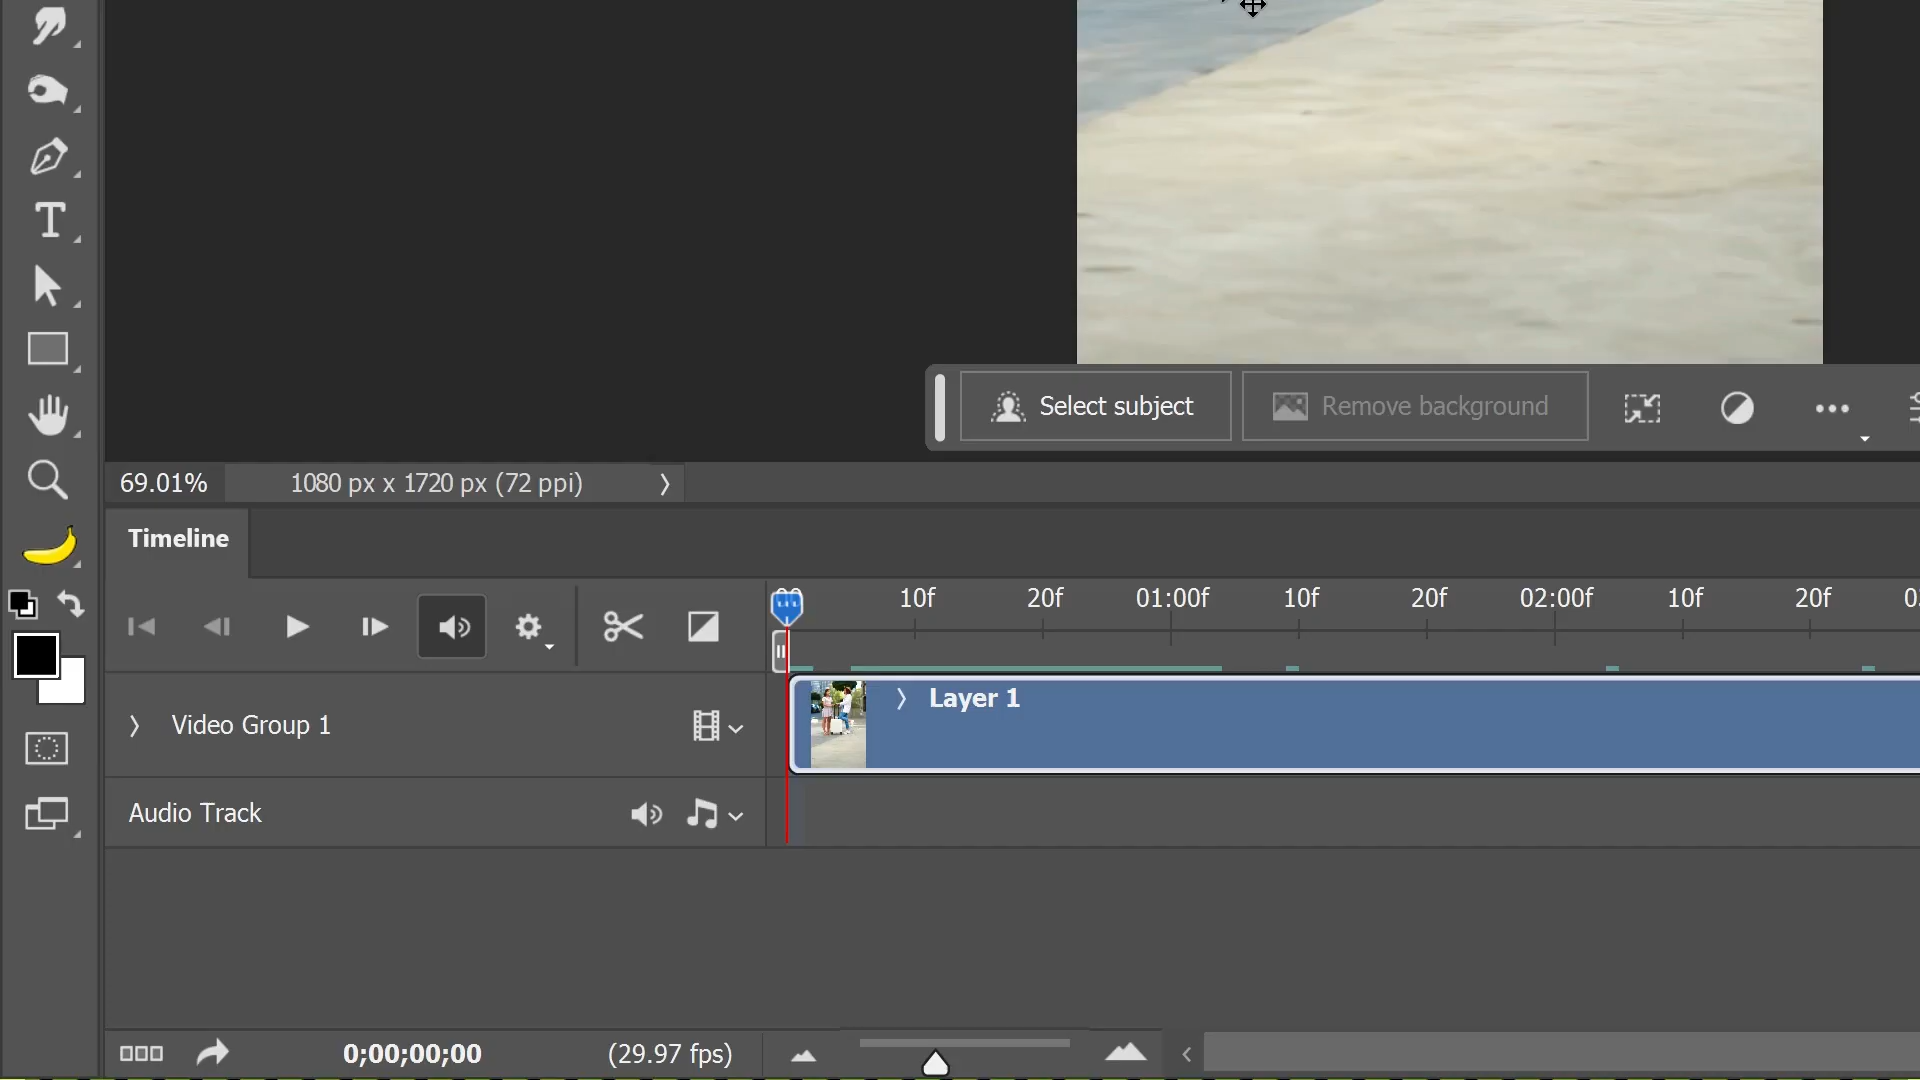 Select subject
Remove background
69.01%
1080 px x 1720 px (72 ppi)
Timeline
10f 20f 01:00f 10f 20f 02:00f 10f 20f
Layer 1
Video Group 1
Audio Track
0;00;00;00
(29.97 fps)